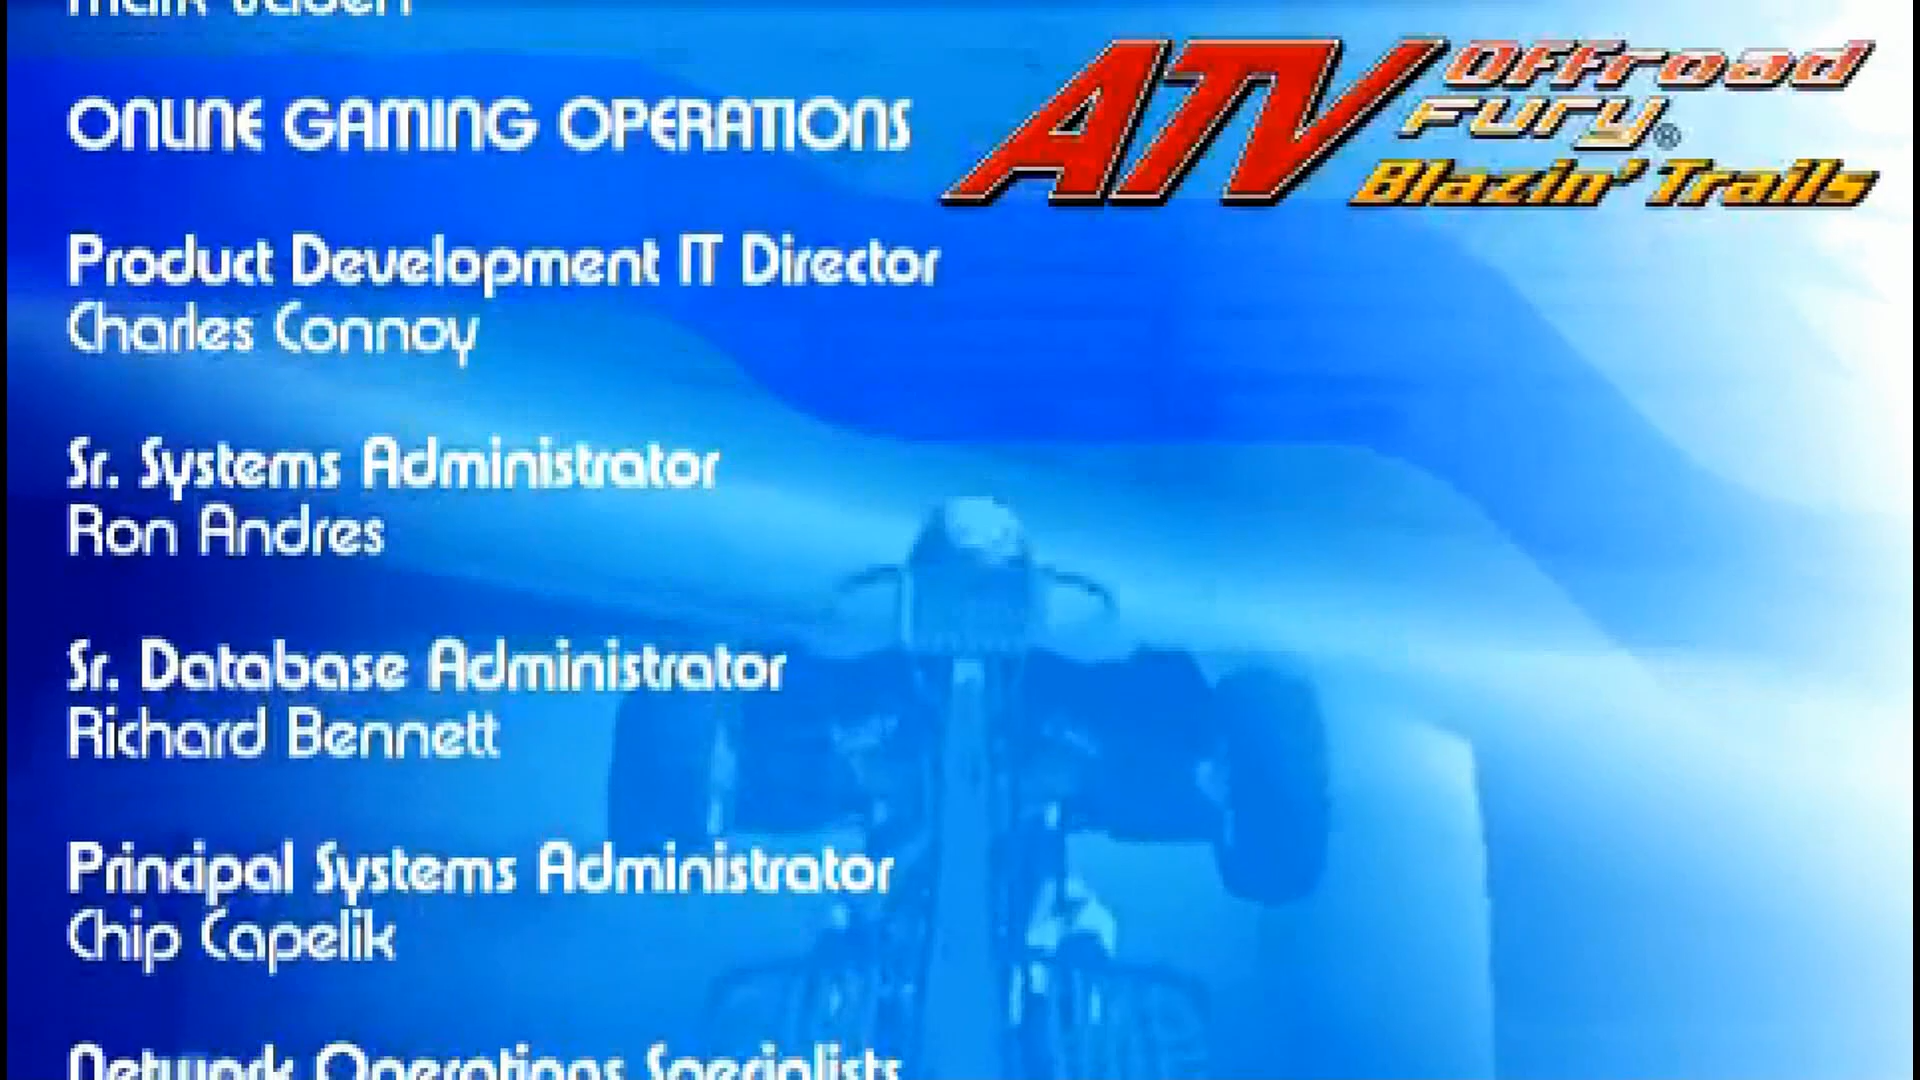 ONLINE GAMING OPERATIONS
ATV Offroad Fury® Blazin' Trails
Product Development IT Director
Charles Connoy
Sr. Systems Administrator
Ron Andres
Sr. Database Administrator
Richard Bennett
Principal Systems Administrator
Chip Capelik
Network Operations Specialists